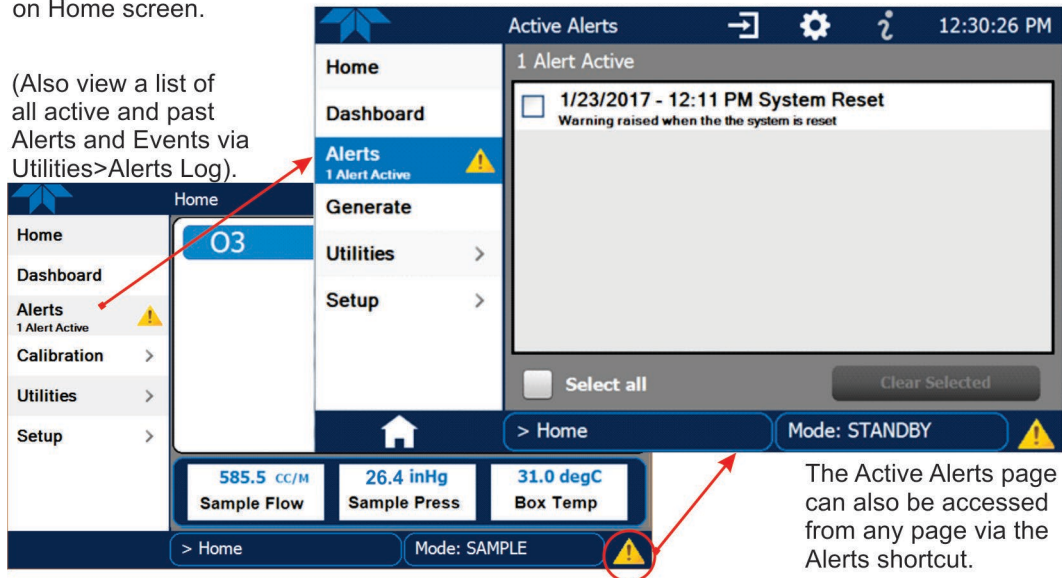 on Home screen.
(Also view a list of
all active and past
Alerts and Events via
Utilities>Alerts Log).
Active Alerts
12:30:26 PM
Home
Dashboard
Alerts
1 Alert Active
Generate
Utilities >
Setup >
1 Alert Active
1/23/2017 - 12:11 PM System Reset
Warning raised when the the system is reset
Select all
Clear Selected
> Home
Mode: STANDBY
Home
Home
Dashboard
Alerts
1 Alert Active
Calibration >
Utilities >
Setup >
O3
585.5 CC/M
Sample Flow
26.4 inHg
Sample Press
31.0 degC
Box Temp
> Home
Mode: SAMPLE
The Active Alerts page
can also be accessed
from any page via the
Alerts shortcut.